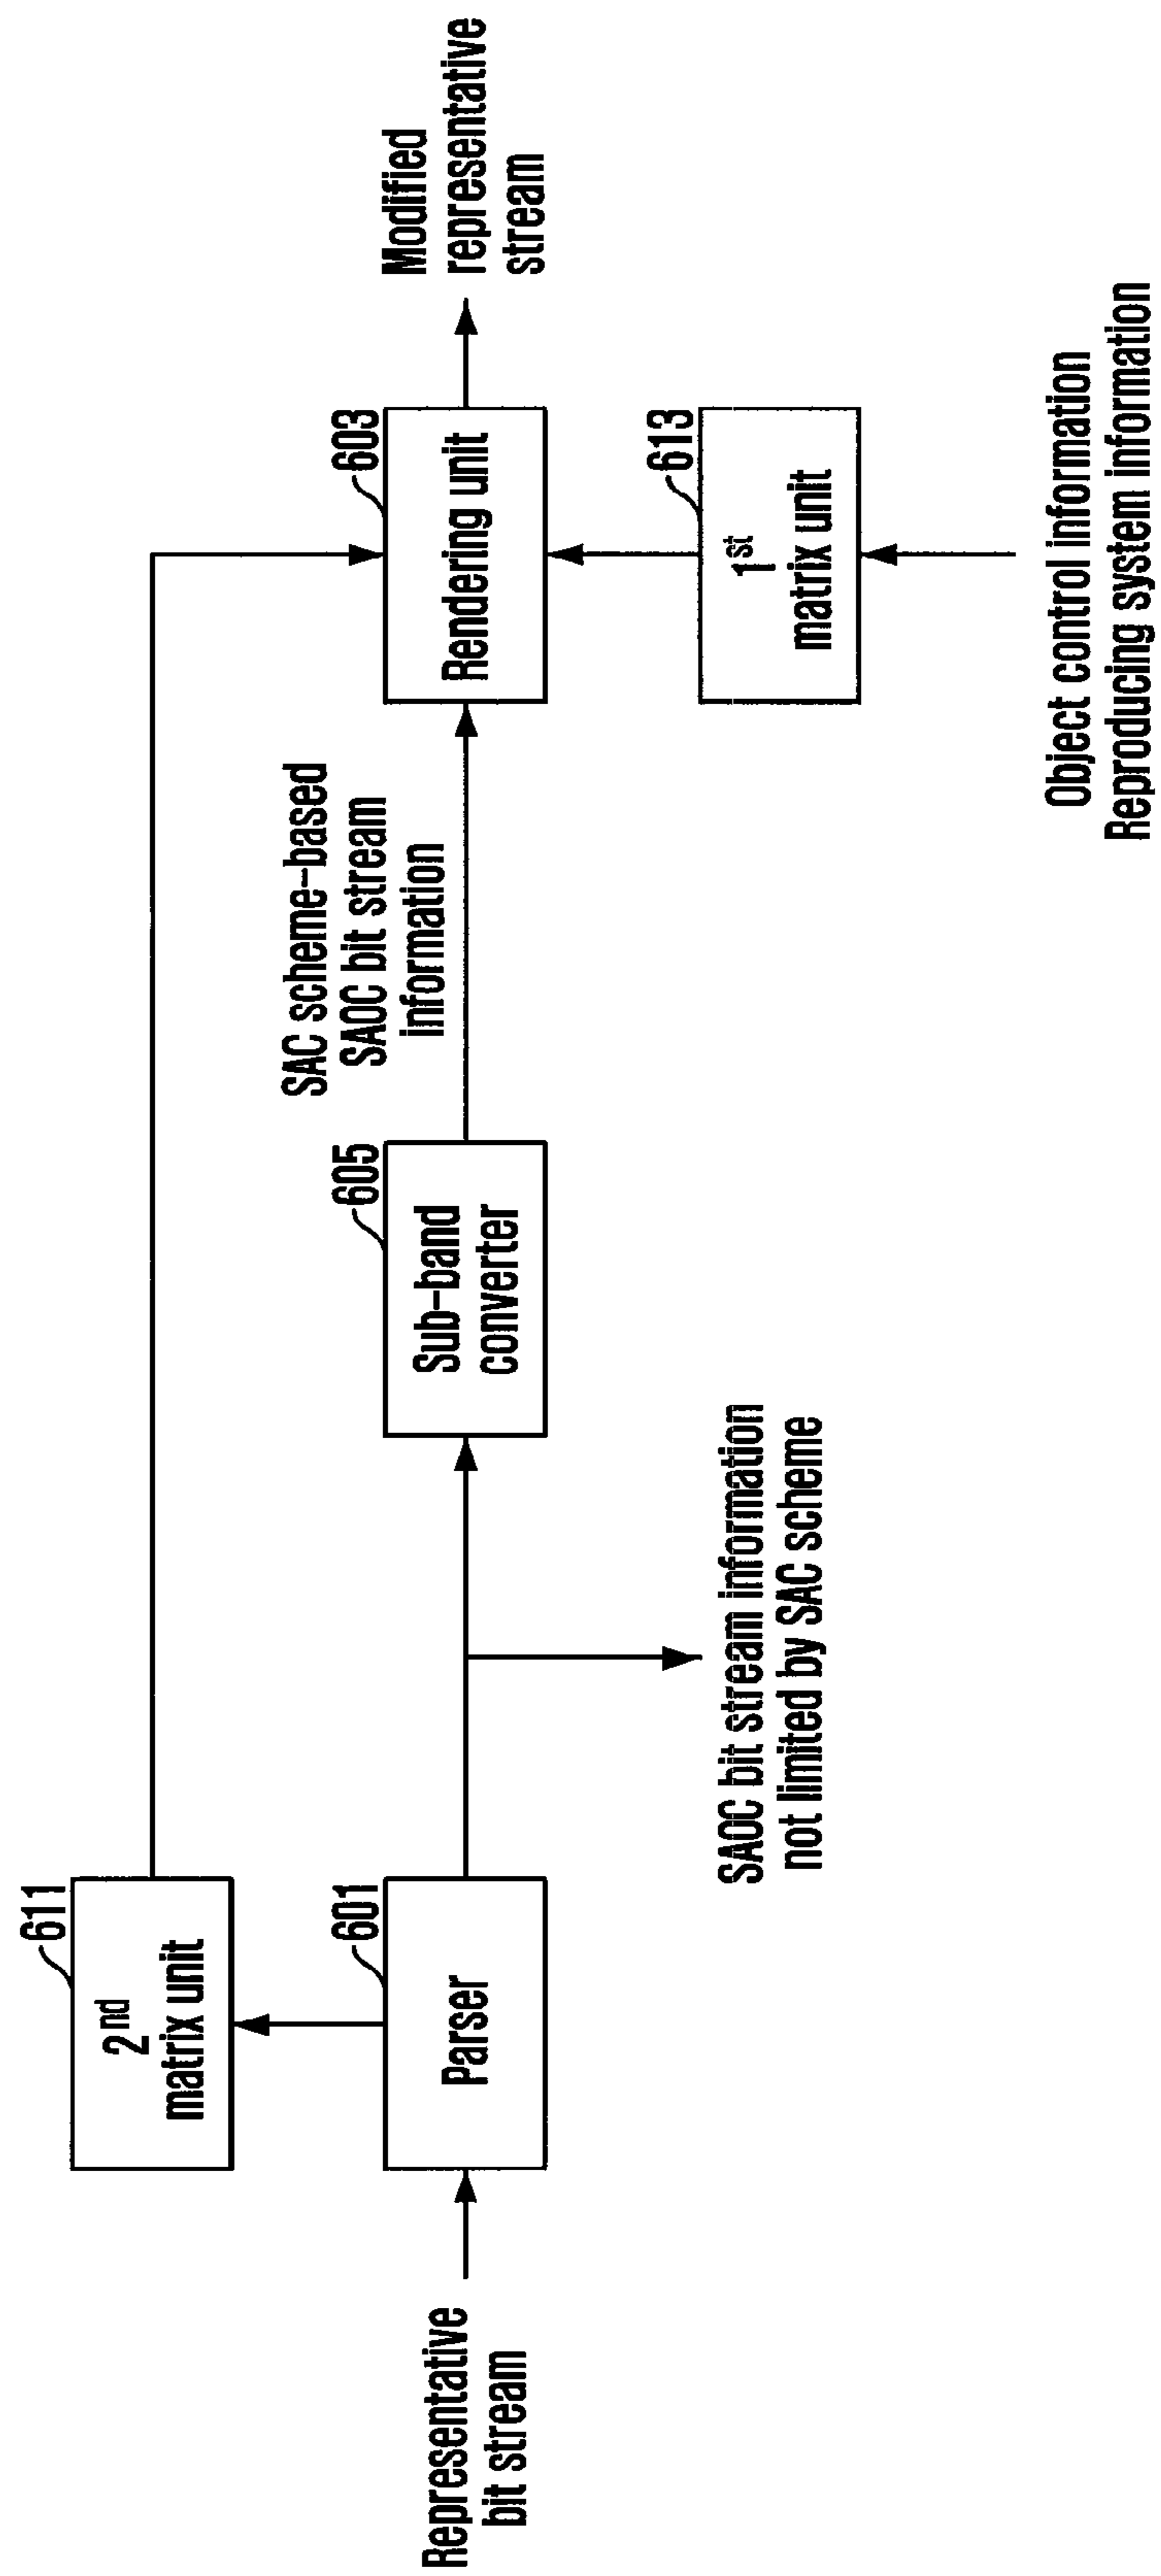 611
2nd
matrix unit
Representative
bit stream
601
Parser
SAOC bit stream information
not limited by SAC scheme
605
Sub-band
converter
SAC scheme-based
SAOC bit stream
information
603
Rendering unit
Modified
representative
stream
613
1st
matrix unit
Object control information
Reproducing system information